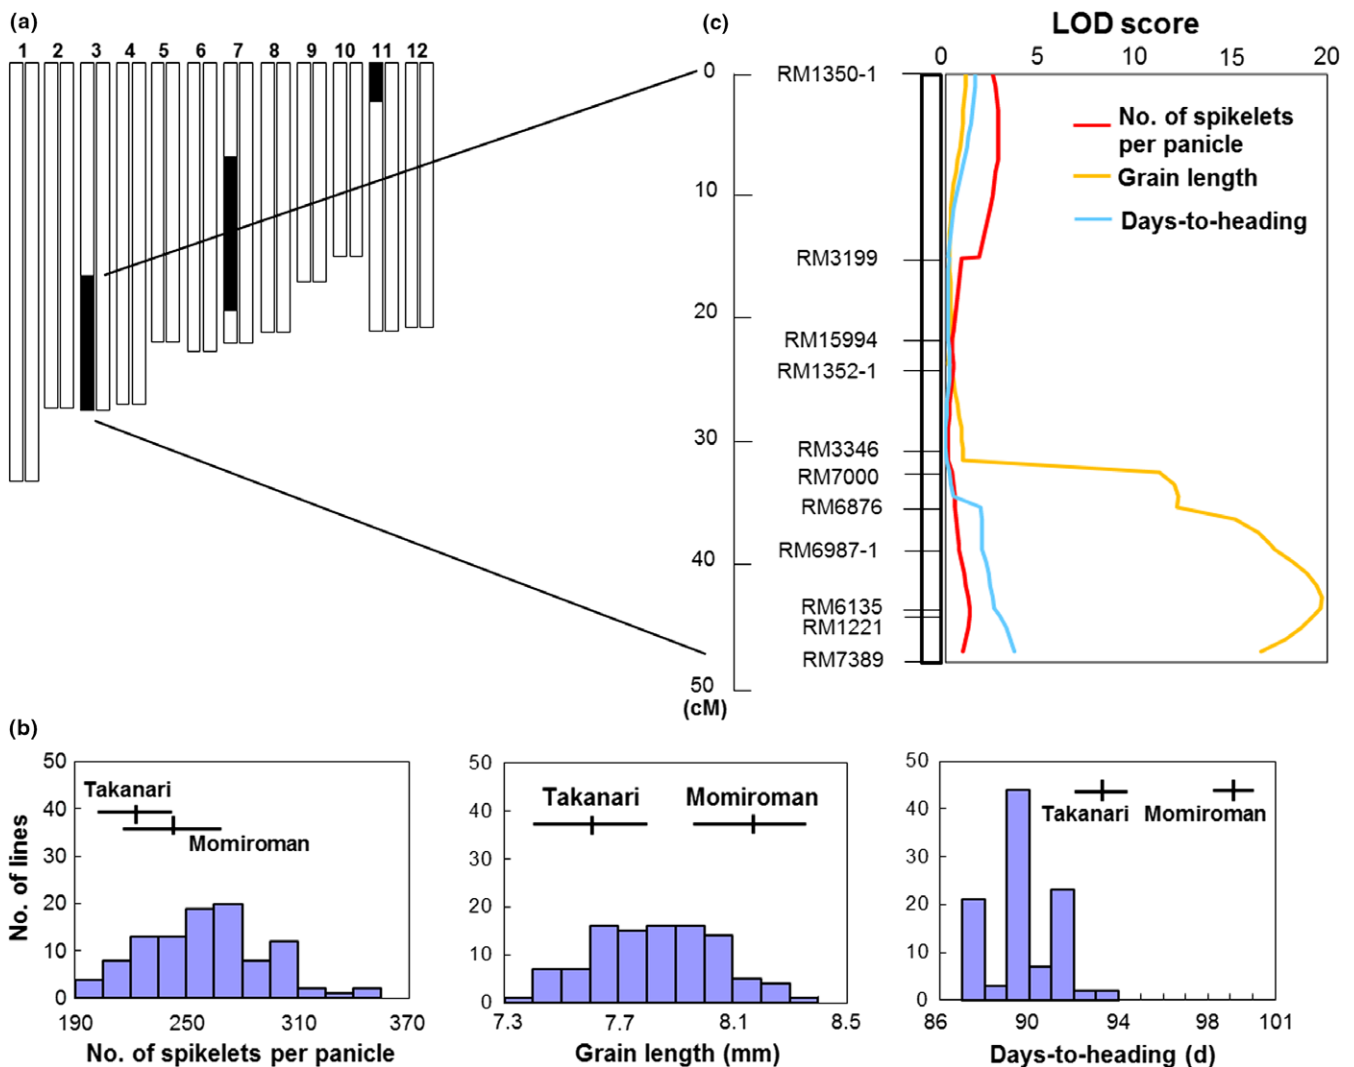 (a)
1 2 3 4 5 6 7 8 9 10 11 12
(c)
LOD score
0 5 10 15 20
0
10
20
30
40
50
(cM)
RM1350-1
RM3199
RM15994
RM1352-1
RM3346
RM7000
RM6876
RM6987-1
RM6135
RM1221
RM7389
No. of spikelets
per panicle
Grain length
Days-to-heading
(b)
No. of lines
50
40
30
20
10
0
Takanari
Momiroman
190 250 310 370
No. of spikelets per panicle
50
40
30
20
10
0
Takanari Momiroman
7.3 7.7 8.1 8.5
Grain length (mm)
50
40
30
20
10
0
Takanari Momiroman
86 90 94 98 101
Days-to-heading (d)